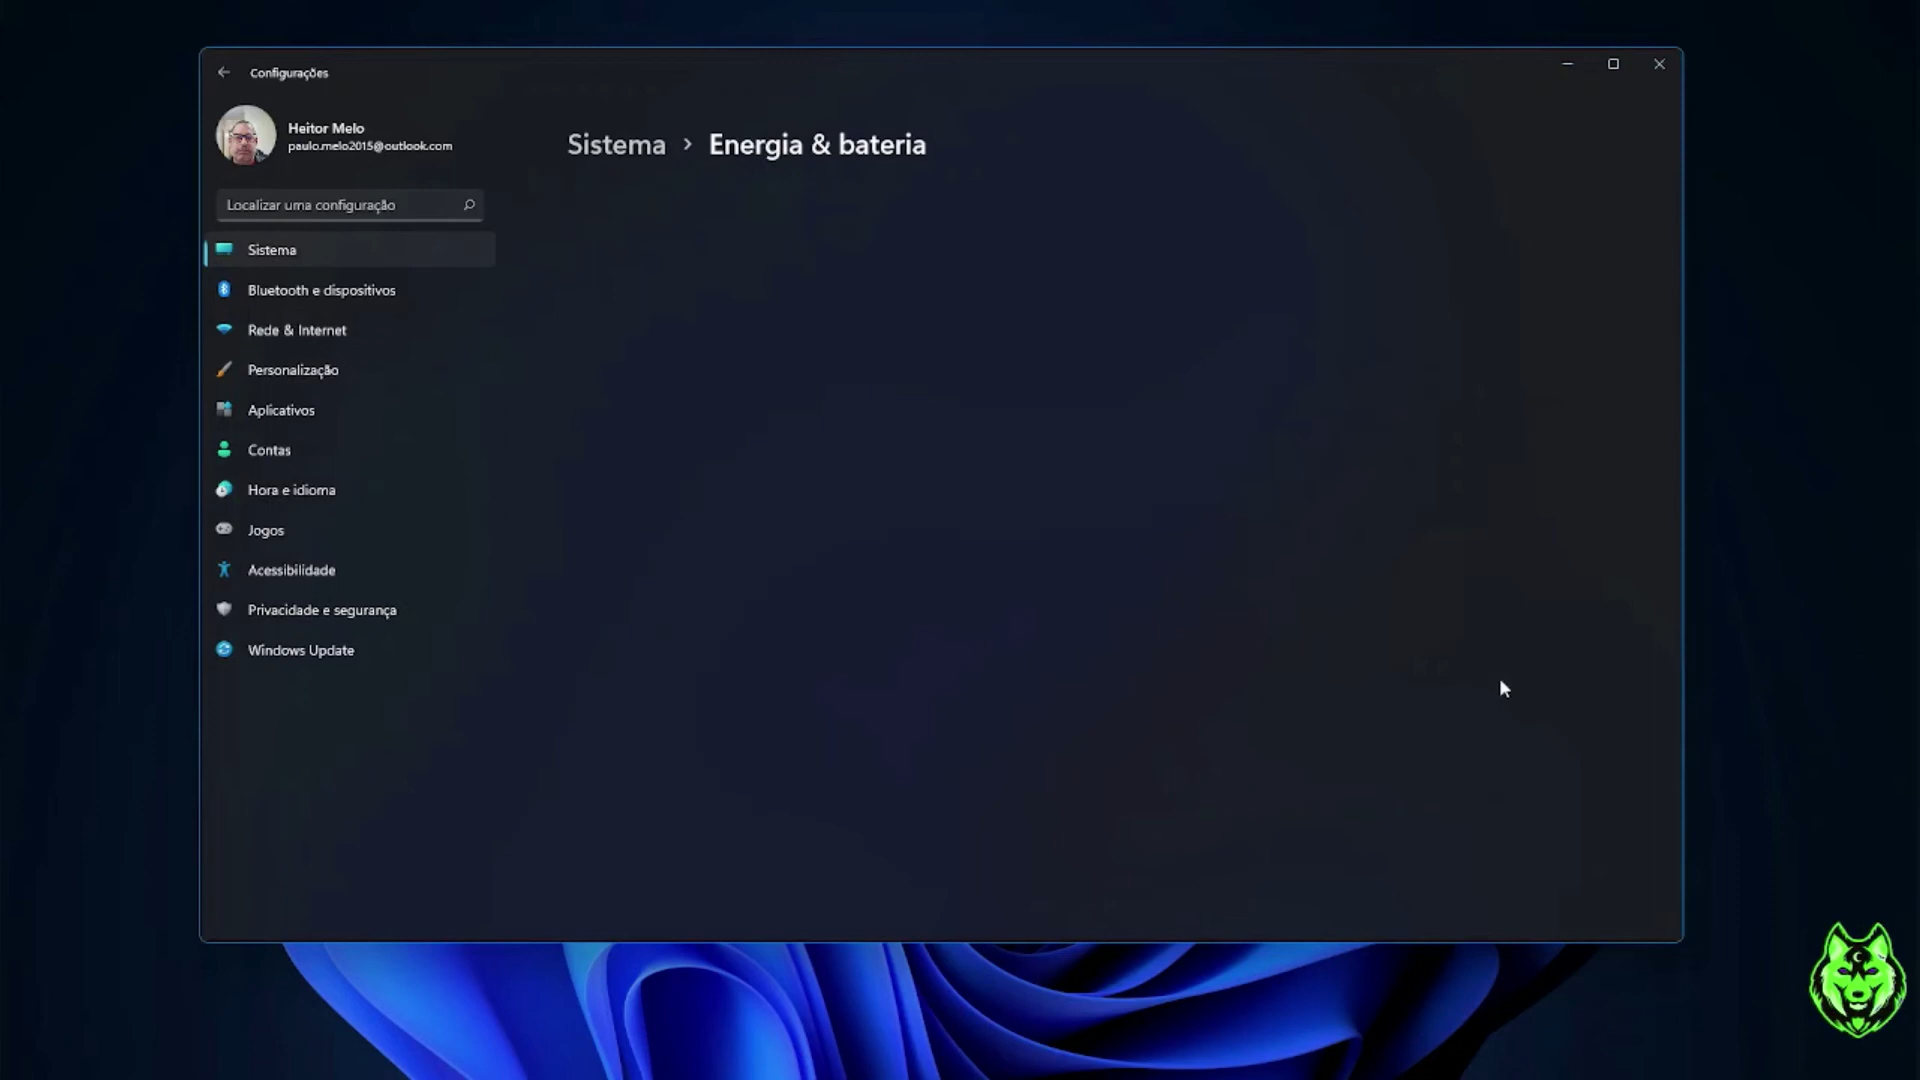 Configurações
Heitor Melo
paulo.melo2015@outlook.com
Sistema > Energia & bateria
Localizar uma configuração
Sistema
Bluetooth e dispositivos
Rede & Internet
Personalização
Aplicativos
Contas
Hora e idioma
Jogos
Acessibilidade
Privacidade e segurança
Windows Update